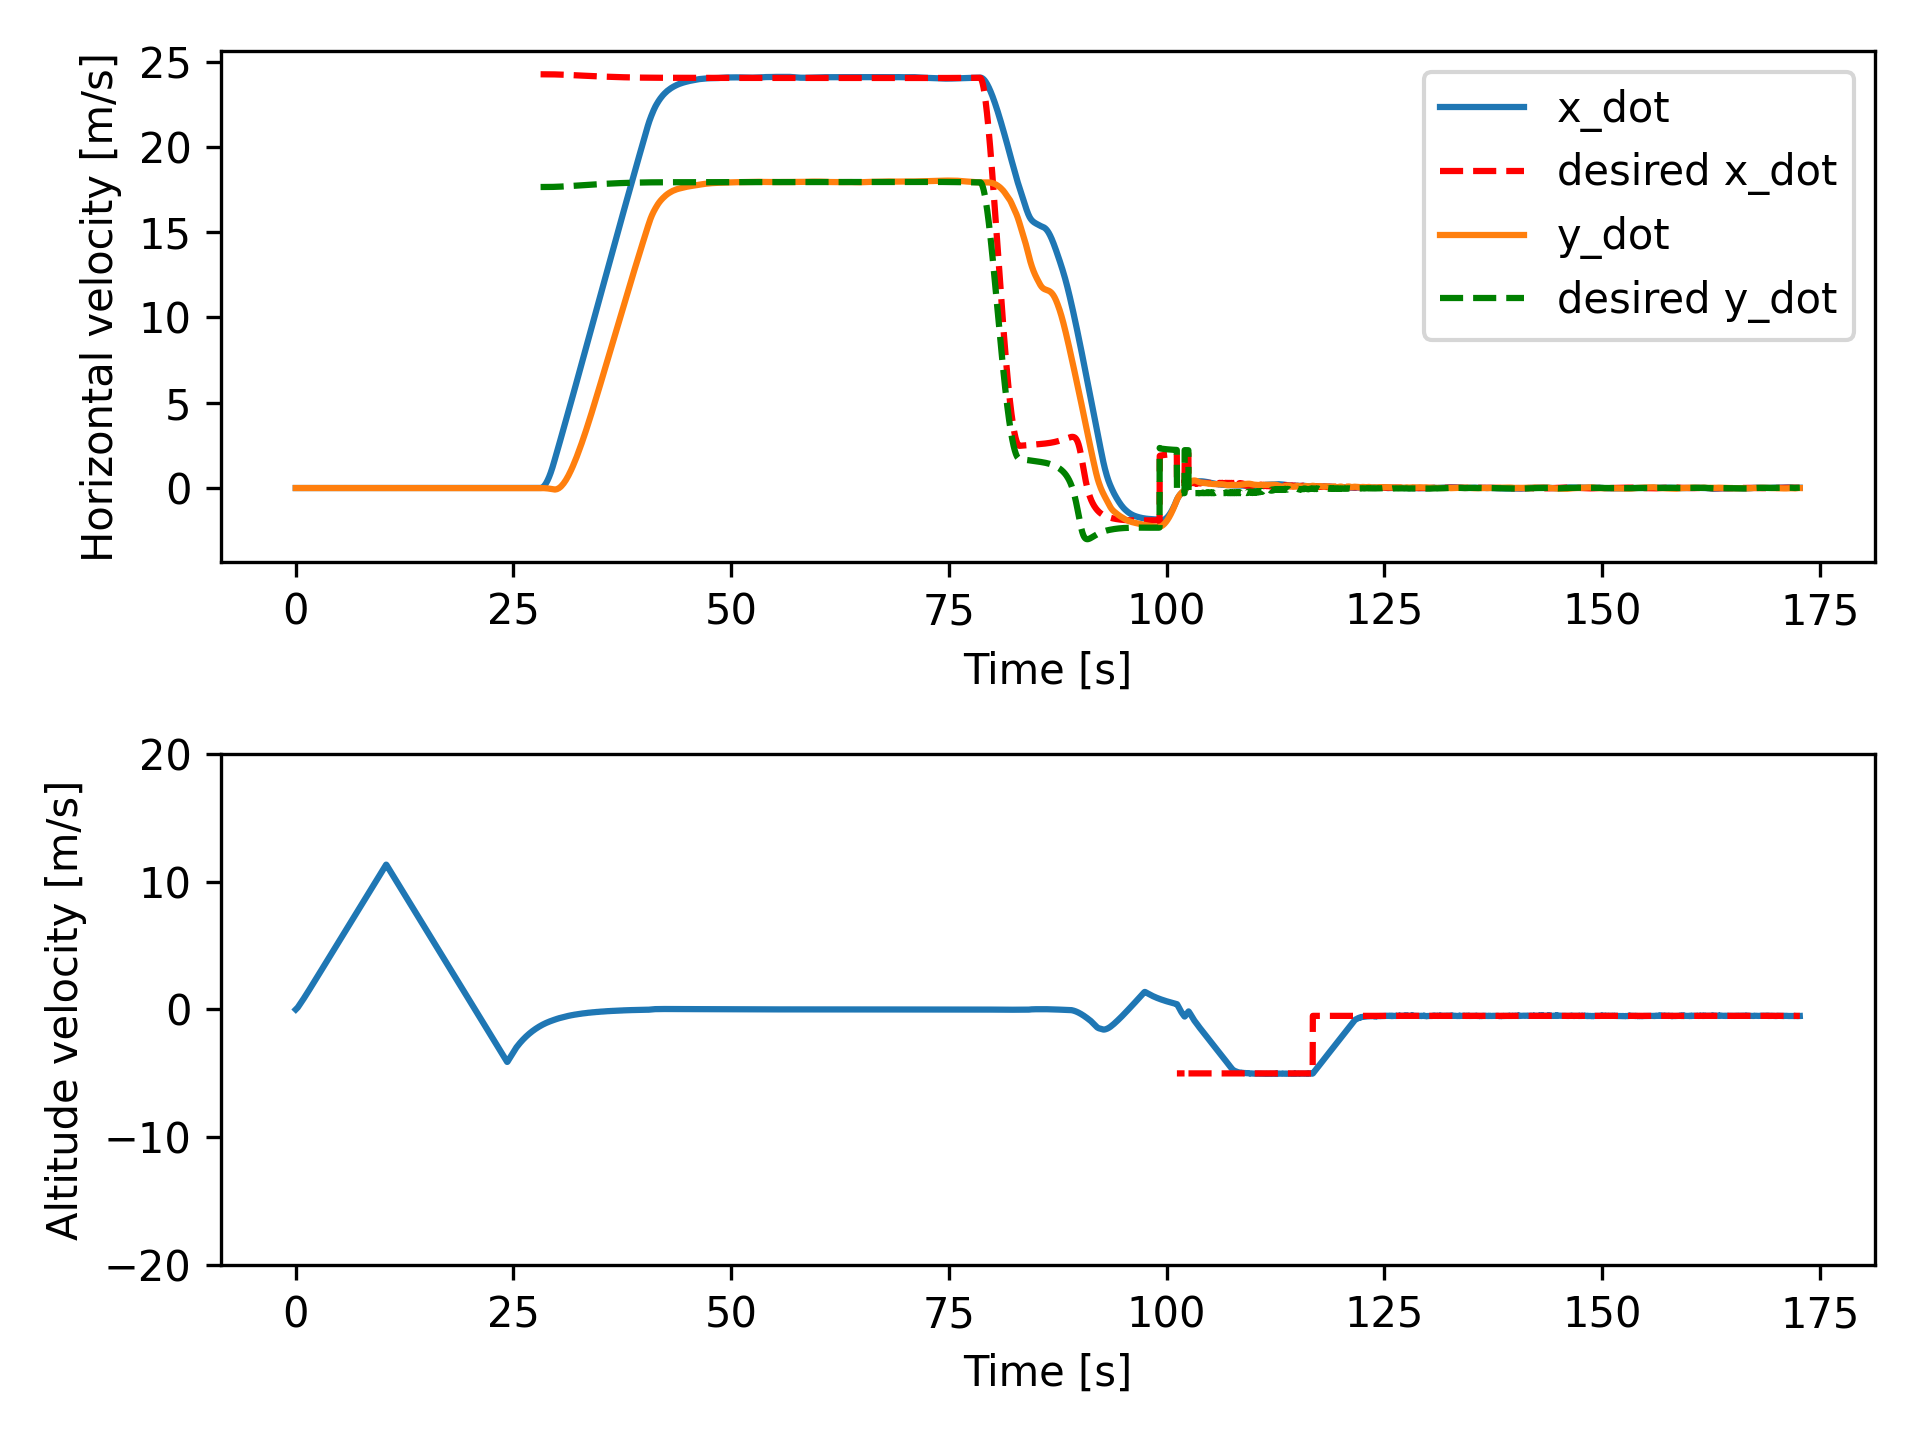 Horizontal velocity [m/s]
25
20
15
10
5
0
x_dot
desired x_dot
y_dot
desired y_dot
0 25 50 75 100 125 150 175
Time [s]
Altitude velocity [m/s]
20
10
0
−10
−20
0 25 50 75 100 125 150 175
Time [s]